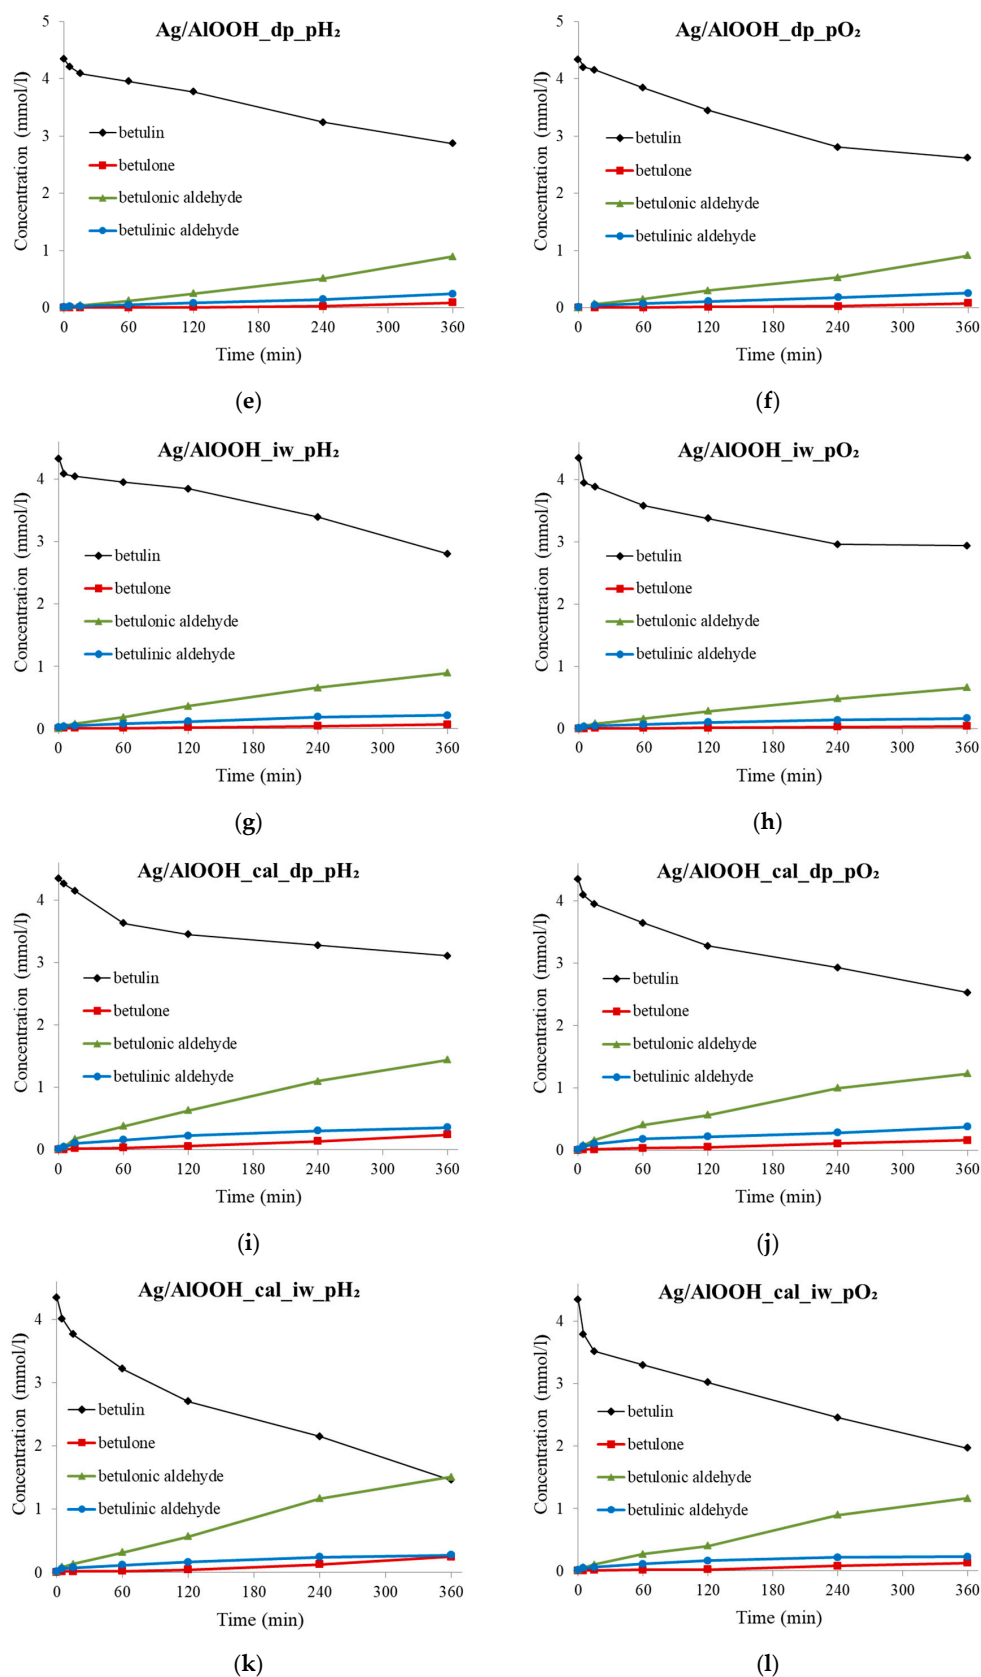 Ag/AlOOH_dp_pH₂
Concentration (mmol/l)
5
4
3
2
1
0
betulin
betulone
betulonic aldehyde
betulinic aldehyde
0 60 120 180 240 300 360
Time (min)
(e)
Ag/AlOOH_dp_pO₂
Concentration (mmol/l)
5
4
3
2
1
0
betulin
betulone
betulonic aldehyde
betulinic aldehyde
0 60 120 180 240 300 360
Time (min)
(f)
Ag/AlOOH_iw_pH₂
Concentration (mmol/l)
4
3
2
1
0
betulin
betulone
betulonic aldehyde
betulinic aldehyde
0 60 120 180 240 300 360
Time (min)
(g)
Ag/AlOOH_iw_pO₂
Concentration (mmol/l)
4
3
2
1
0
betulin
betulone
betulonic aldehyde
betulinic aldehyde
0 60 120 180 240 300 360
Time (min)
(h)
Ag/AlOOH_cal_dp_pH₂
Concentration (mmol/l)
4
3
2
1
0
betulin
betulone
betulonic aldehyde
betulinic aldehyde
0 60 120 180 240 300 360
Time (min)
(i)
Ag/AlOOH_cal_dp_pO₂
Concentration (mmol/l)
4
3
2
1
0
betulin
betulone
betulonic aldehyde
betulinic aldehyde
0 60 120 180 240 300 360
Time (min)
(j)
Ag/AlOOH_cal_iw_pH₂
Concentration (mmol/l)
4
3
2
1
0
betulin
betulone
betulonic aldehyde
betulinic aldehyde
0 60 120 180 240 300 360
Time (min)
(k)
Ag/AlOOH_cal_iw_pO₂
Concentration (mmol/l)
4
3
2
1
0
betulin
betulone
betulonic aldehyde
betulinic aldehyde
0 60 120 180 240 300 360
Time (min)
(l)